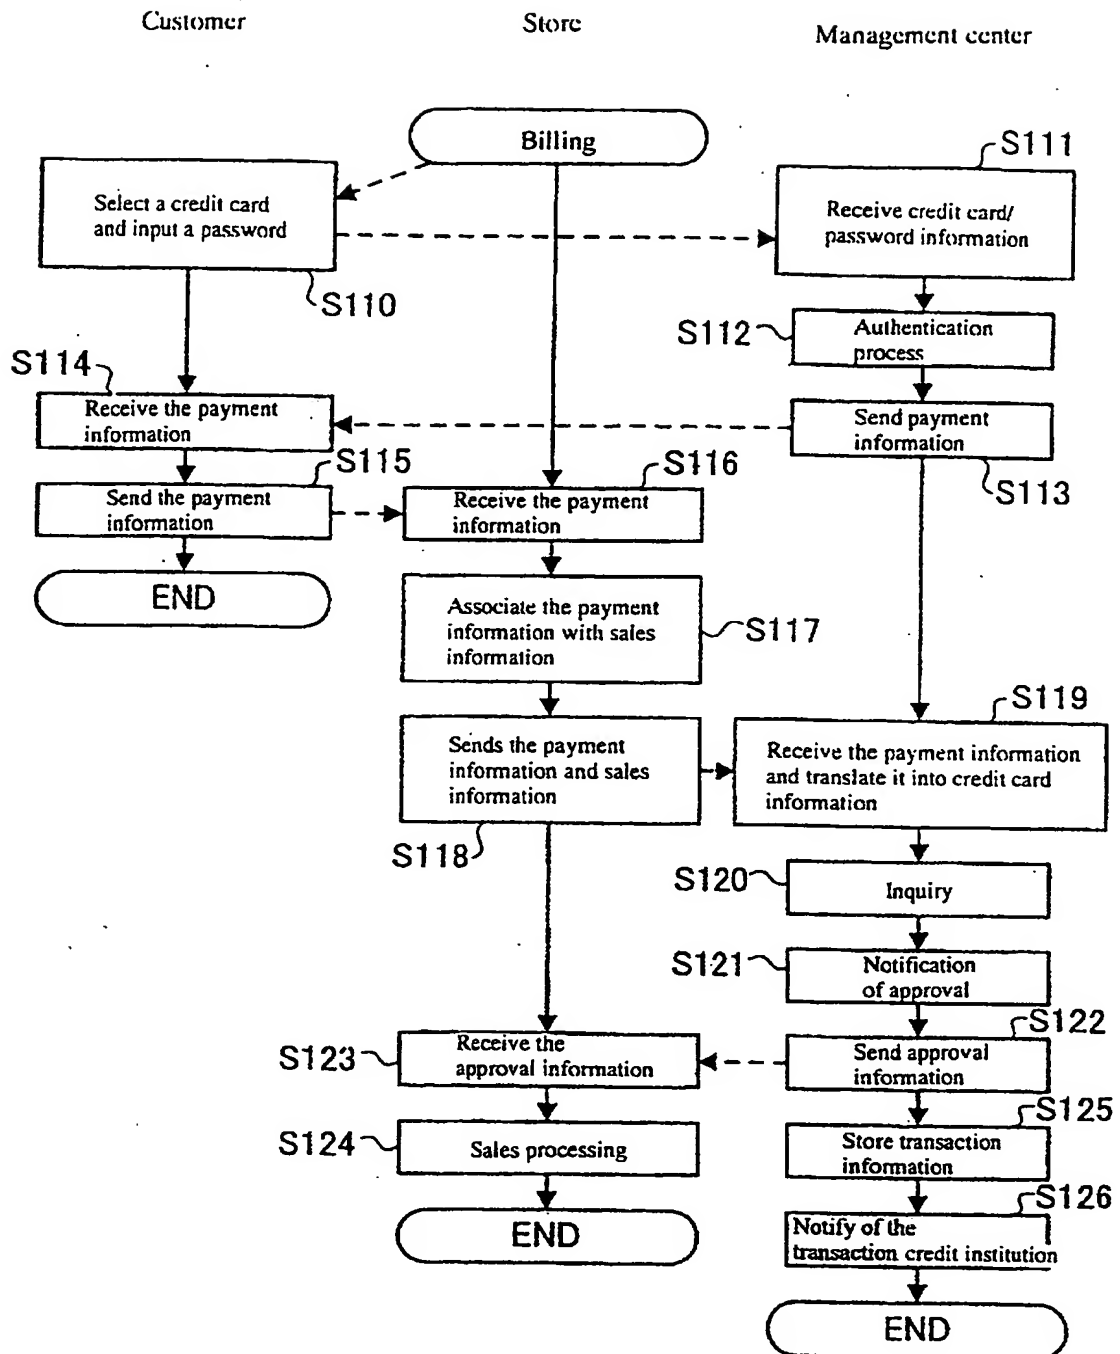 Customer
Store
Management center
Billing
S111
Select a credit card
and input a password
Receive credit card/
password information
S110
S112
Authentication
process
S114
Receive the payment
information
Send payment
information
S115
S116
S113
Send the payment
information
Receive the payment
information
END
Associate the payment
information with sales
information
S117
S119
Sends the payment
information and sales
information
Receive the payment information
and translate it into credit card
information
S118
S120
Inquiry
S121
Notification
of approval
S122
S123
Receive the
approval information
Send approval
information
S125
S124
Sales processing
Store transaction
information
S126
END
Notify of the
transaction credit institution
END